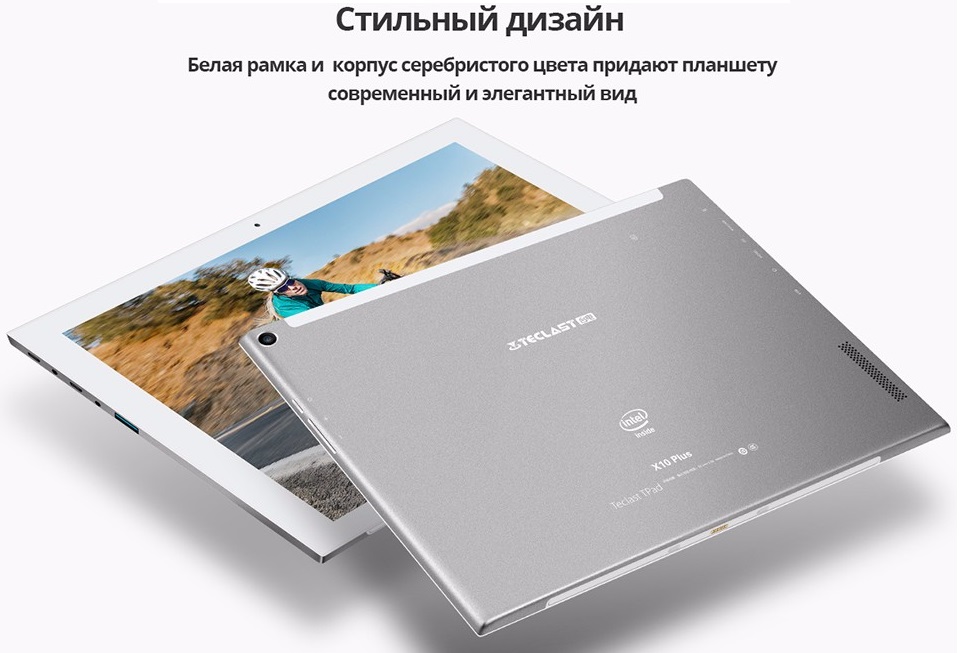 Стильный дизайн
Белая рамка и корпус серебристого цвета придают планшету
современный и элегантный вид
TECLAST
intel
inside
X10 Plus
Teclast TPad